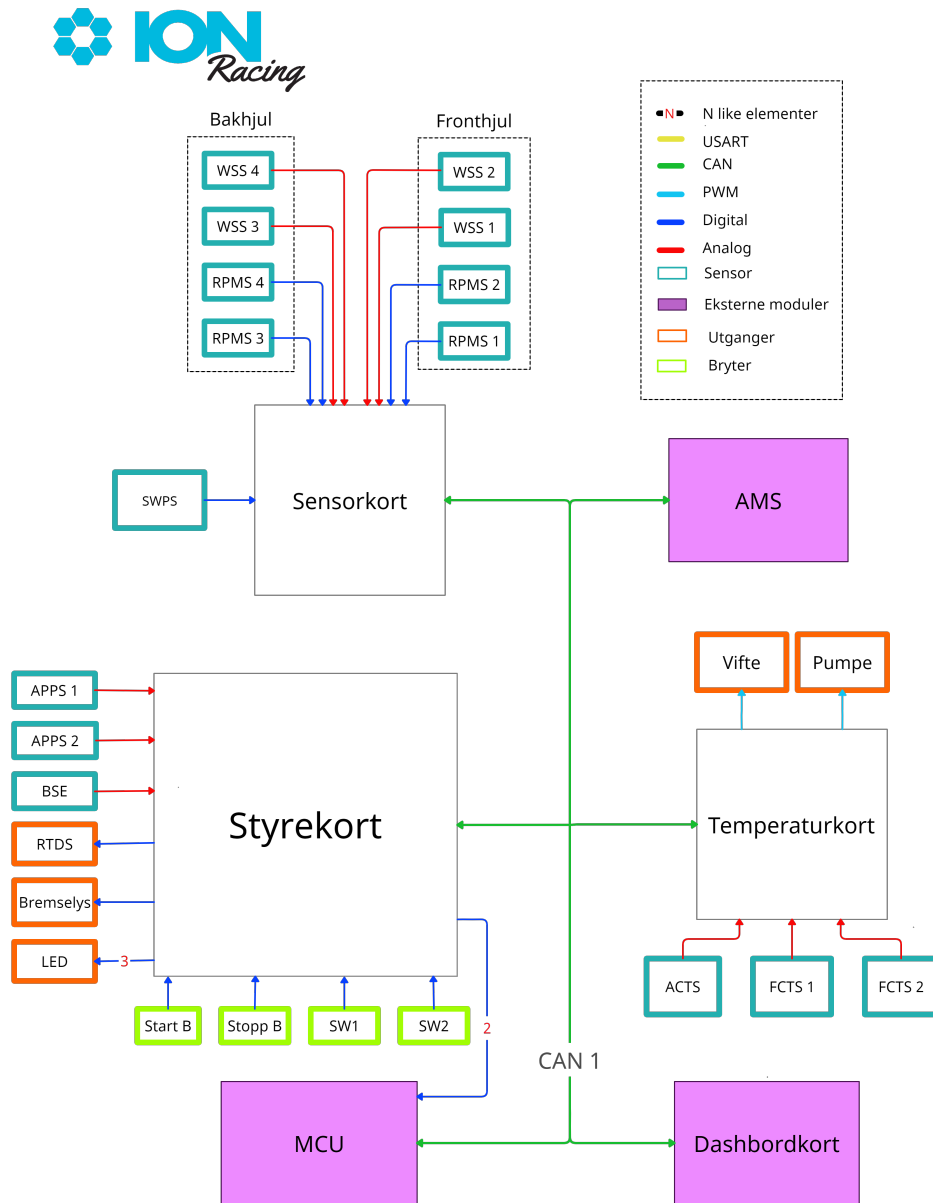 ION
Racing
Bakhjul
Fronthjul
WSS 4
WSS 3
RPMS 4
RPMS 3
WSS 2
WSS 1
RPMS 2
RPMS 1
N
N like elementer
USART
CAN
PWM
Digital
Analog
Sensor
Eksterne moduler
Utganger
Bryter
SWPS
Sensorkort
AMS
Vifte
Pumpe
APPS 1
APPS 2
BSE
RTDS
Bremselys
LED
3
Styrekort
Temperaturkort
ACTS
FCTS 1
FCTS 2
Start B
Stopp B
SW1
SW2
2
CAN 1
MCU
Dashbordkort